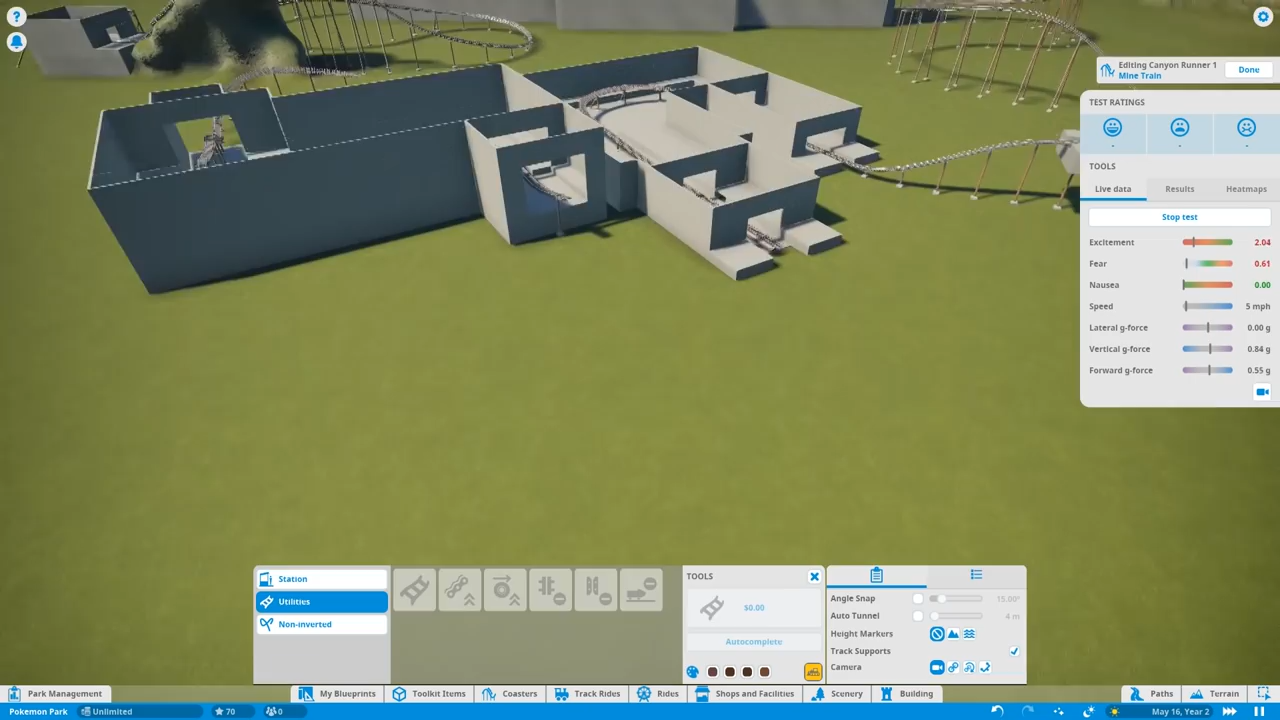 Editing Canyon Runner 1
Mine Train
Done
TEST RATINGS
- - -
TOOLS
Live data Results Heatmaps
Stop test
Excitement 2.04
Fear 0.61
Nausea 0.00
Speed 5 mph
Lateral g-force 0.00 g
Vertical g-force 0.84 g
Forward g-force 0.55 g
Station
Utilities
Non-inverted
TOOLS
$0.00
Autocomplete
Angle Snap 15.00°
Auto Tunnel 4 m
Height Markers
Track Supports
Camera
Park Management My Blueprints Toolkit Items Coasters Track Rides Rides Shops and Facilities Scenery Building Paths Terrain
Pokemon Park Unlimited 70 0 May 16, Year 2